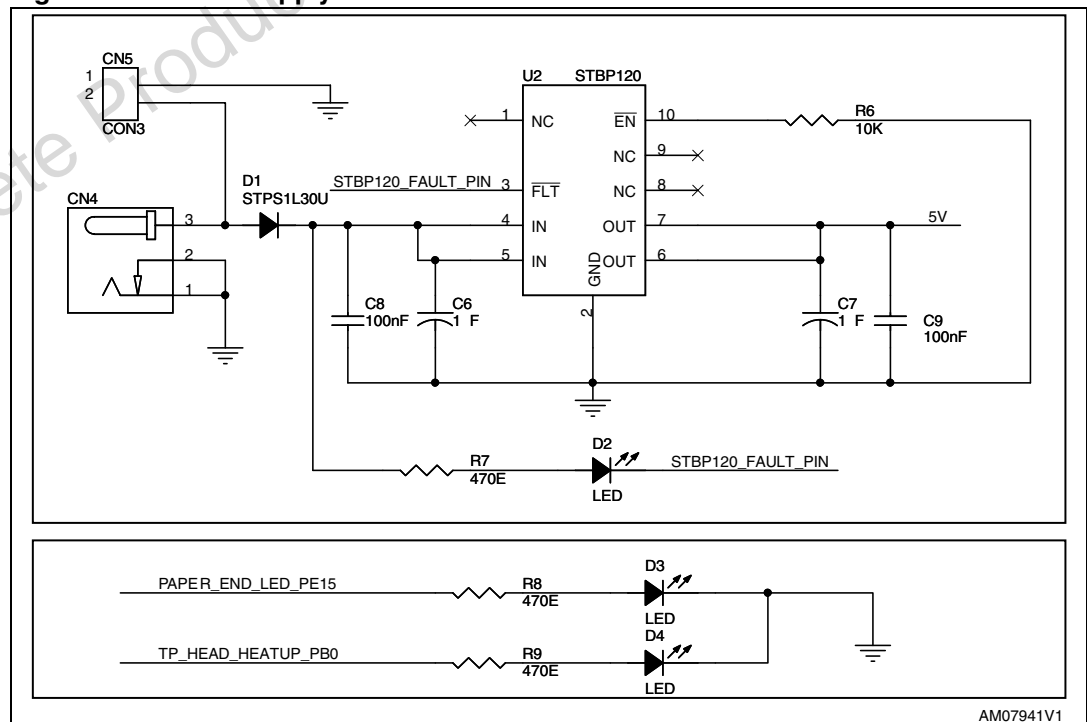 CN5
1
2
CON3
CN4
3
2
1
D1
STPS1L30U
STBP120_FAULT_PIN
U2 STBP120
1 NC
3 FLT
4 IN
5 IN
GND
2
EN 10
NC 9
NC 8
OUT 7
OUT 6
R6
10K
5V
C8
100nF
C6
1 F
C7
1 F
C9
100nF
R7
470E
D2
LED
STBP120_FAULT_PIN
PAPER_END_LED_PE15
R8
470E
D3
LED
TP_HEAD_HEATUP_PB0
R9
470E
D4
LED
AM07941V1